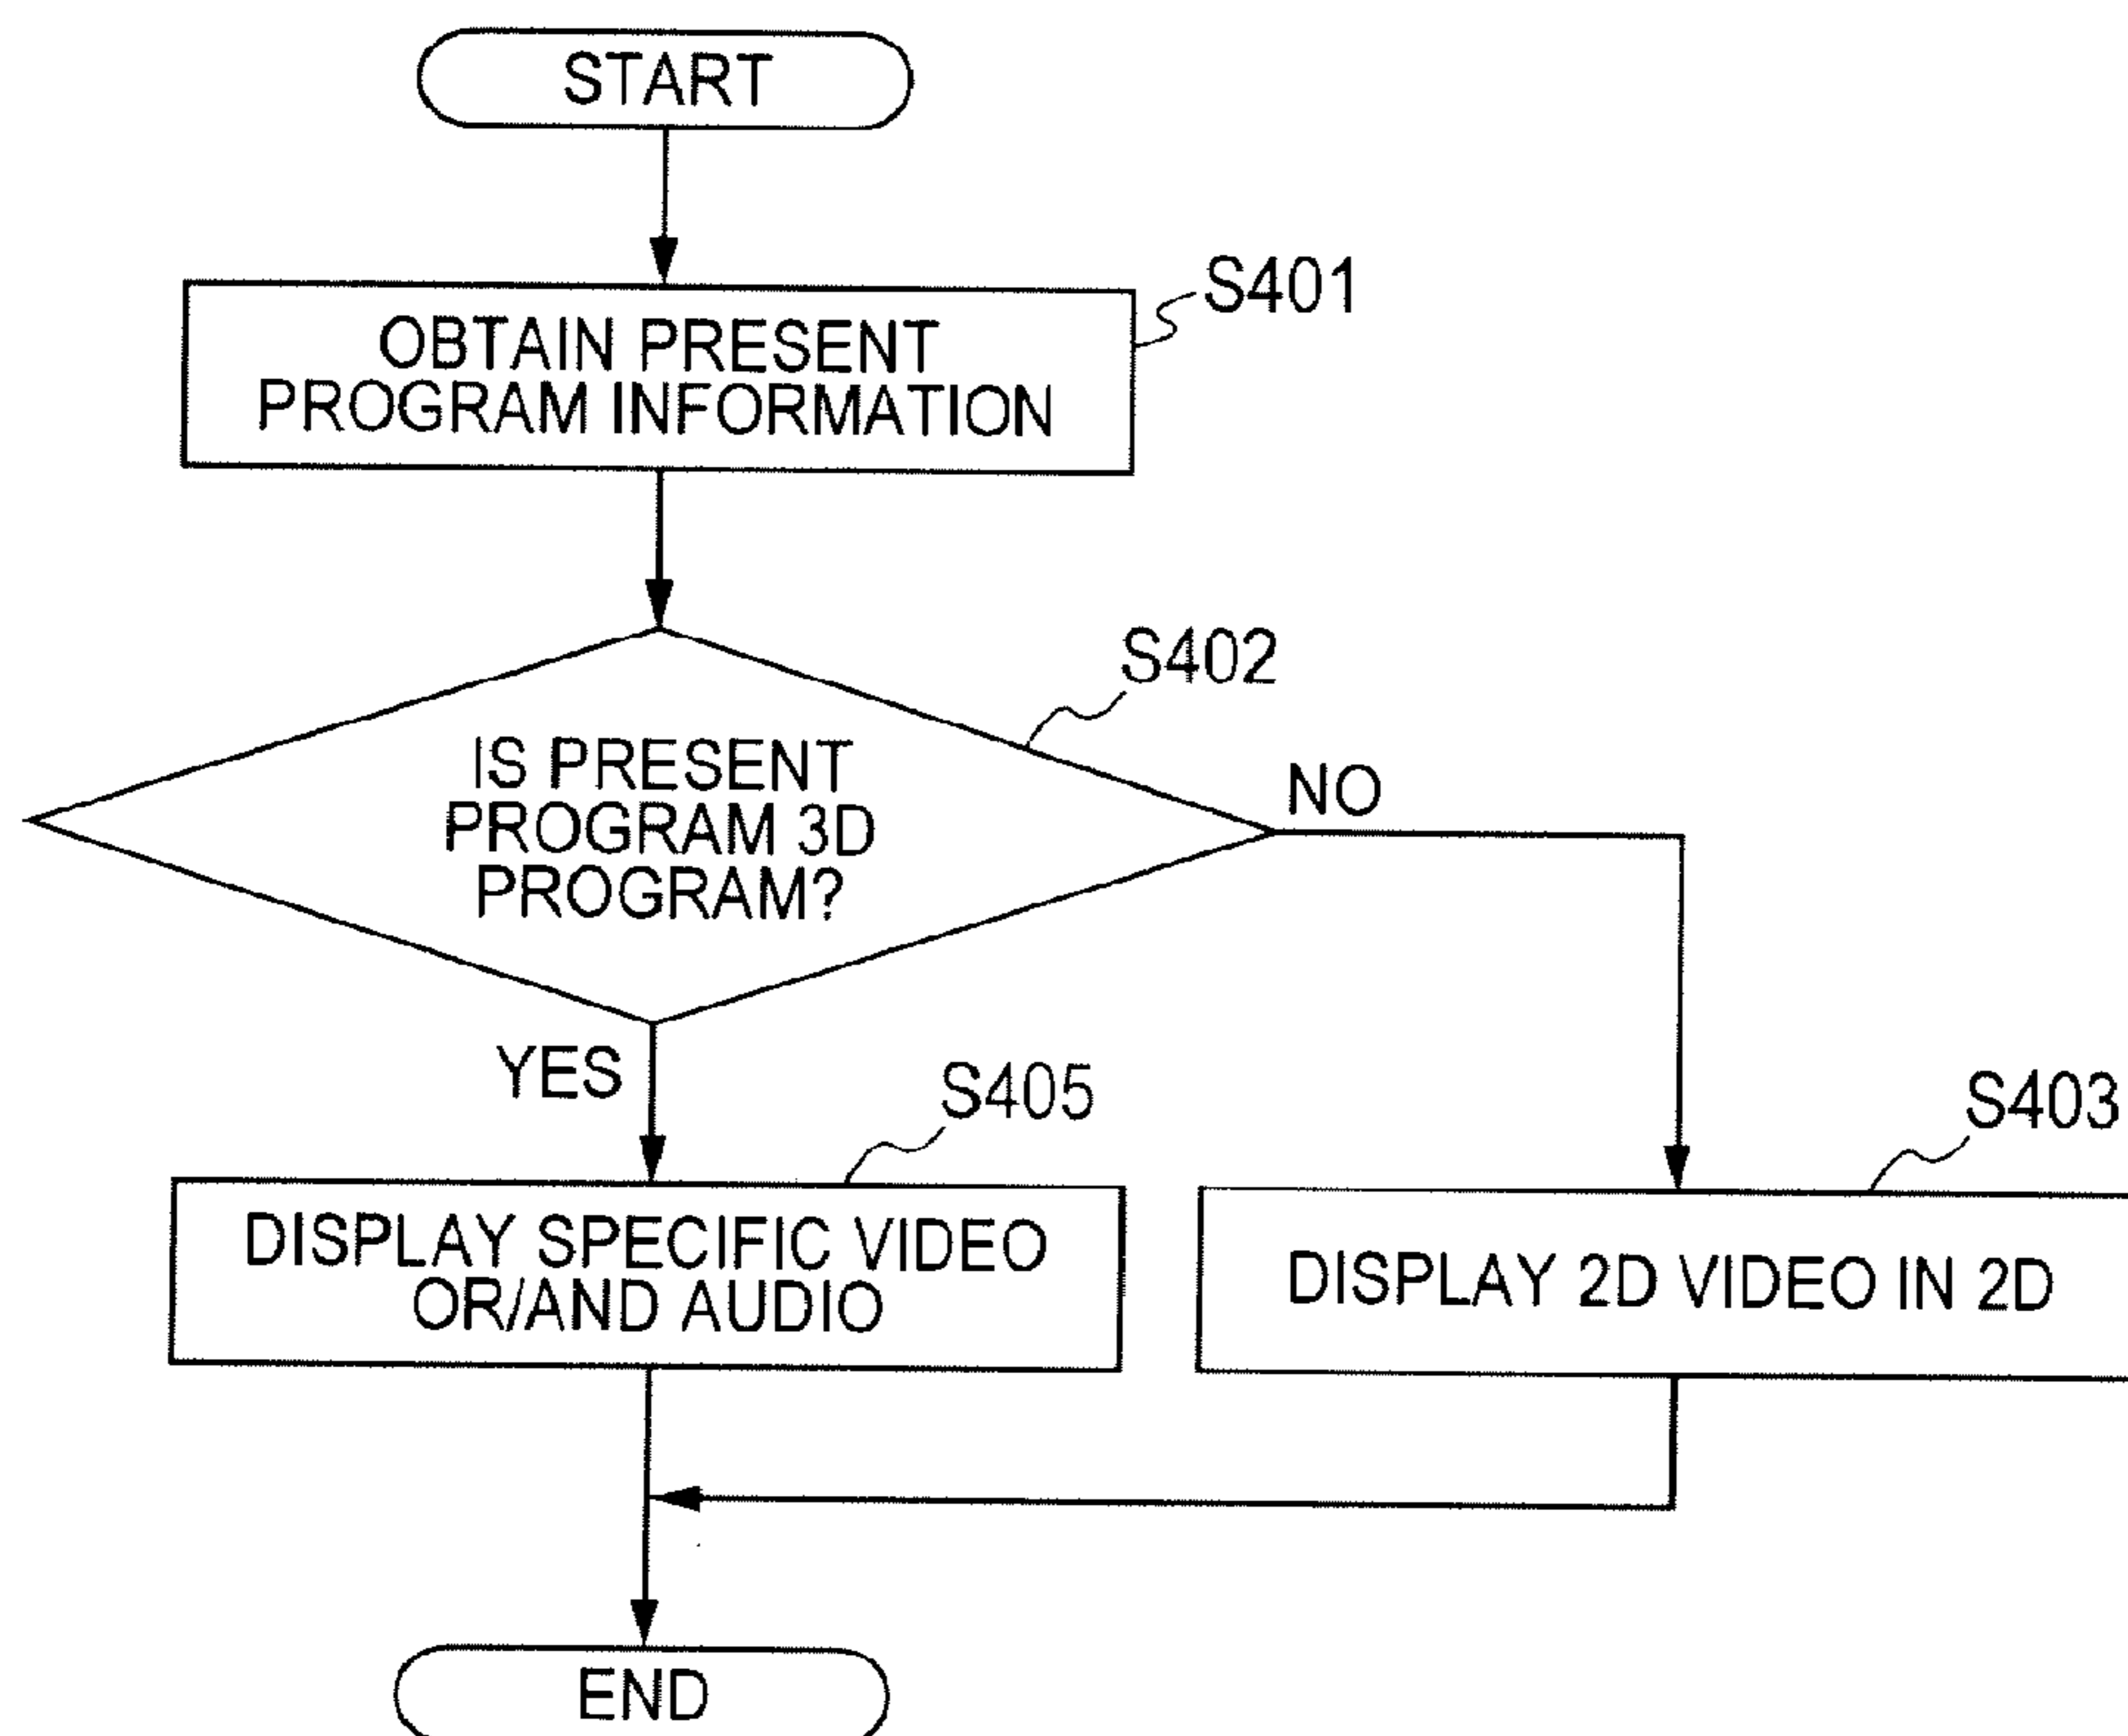 START
S401
OBTAIN PRESENT
PROGRAM INFORMATION
S402
IS PRESENT
PROGRAM 3D
PROGRAM?
NO
YES
S405
S403
DISPLAY SPECIFIC VIDEO
OR/AND AUDIO
DISPLAY 2D VIDEO IN 2D
END